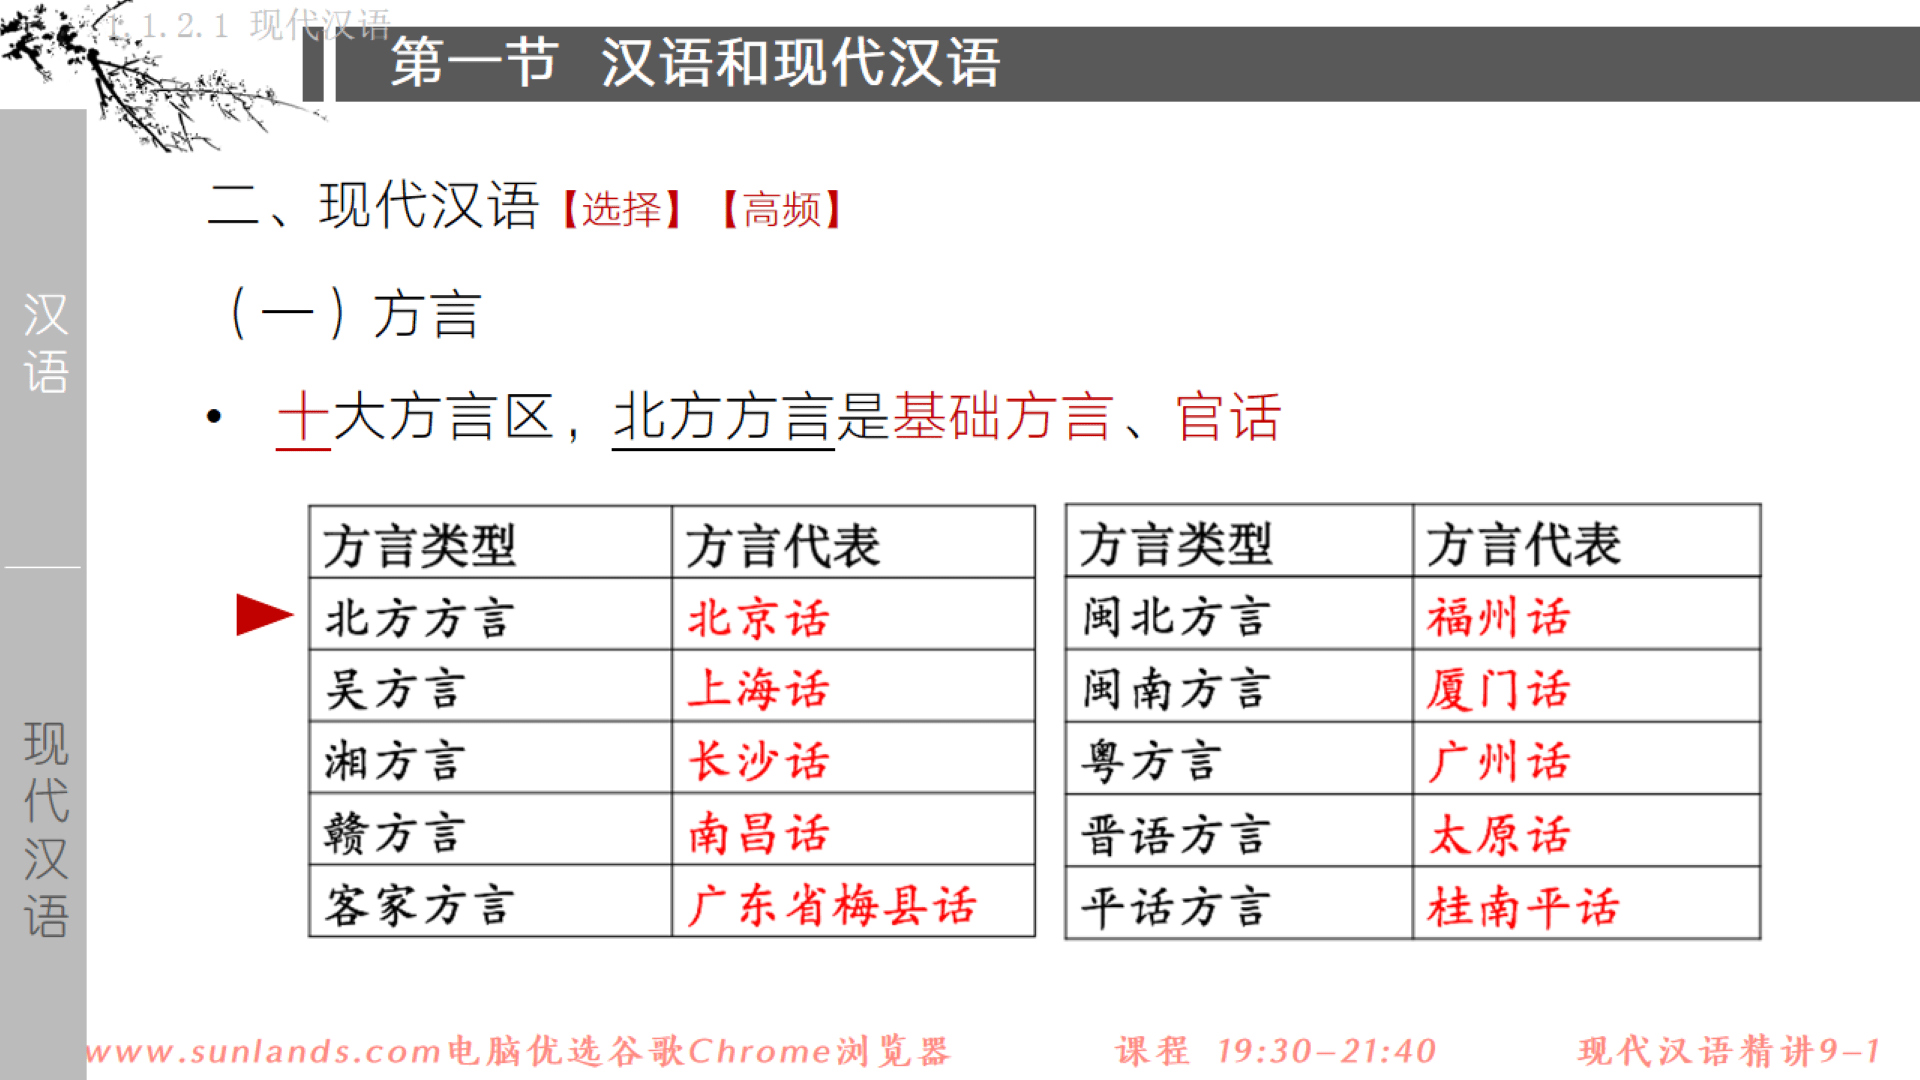 1.1.2.1 现代汉语
第一节 汉语和现代汉语
汉语
现代汉语
二、现代汉语【选择】【高频】
（一）方言
• 十大方言区，北方方言是基础方言、官话
方言类型 方言代表
北方方言 北京话
吴方言 上海话
湘方言 长沙话
赣方言 南昌话
客家方言 广东省梅县话
方言类型 方言代表
闽北方言 福州话
闽南方言 厦门话
粤方言 广州话
晋语方言 太原话
平话方言 桂南平话
www.sunlands.com电脑优选谷歌Chrome浏览器 课程 19:30-21:40 现代汉语精讲9-1